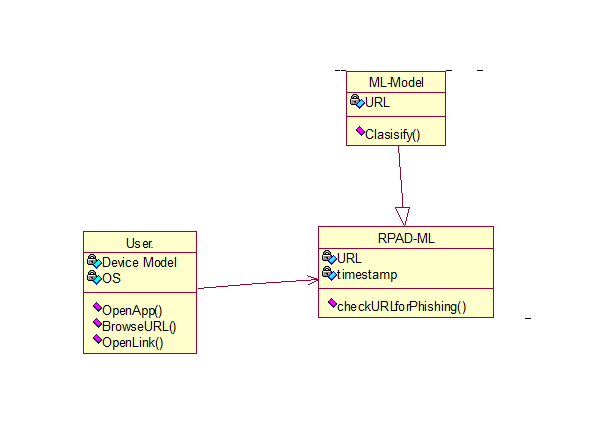 ML-Model
URL
Clasisify()
RPAD-ML
URL
timestamp
checkURLforPhishing()
User.
Device Model
OS
OpenApp()
BrowseURL()
OpenLink()